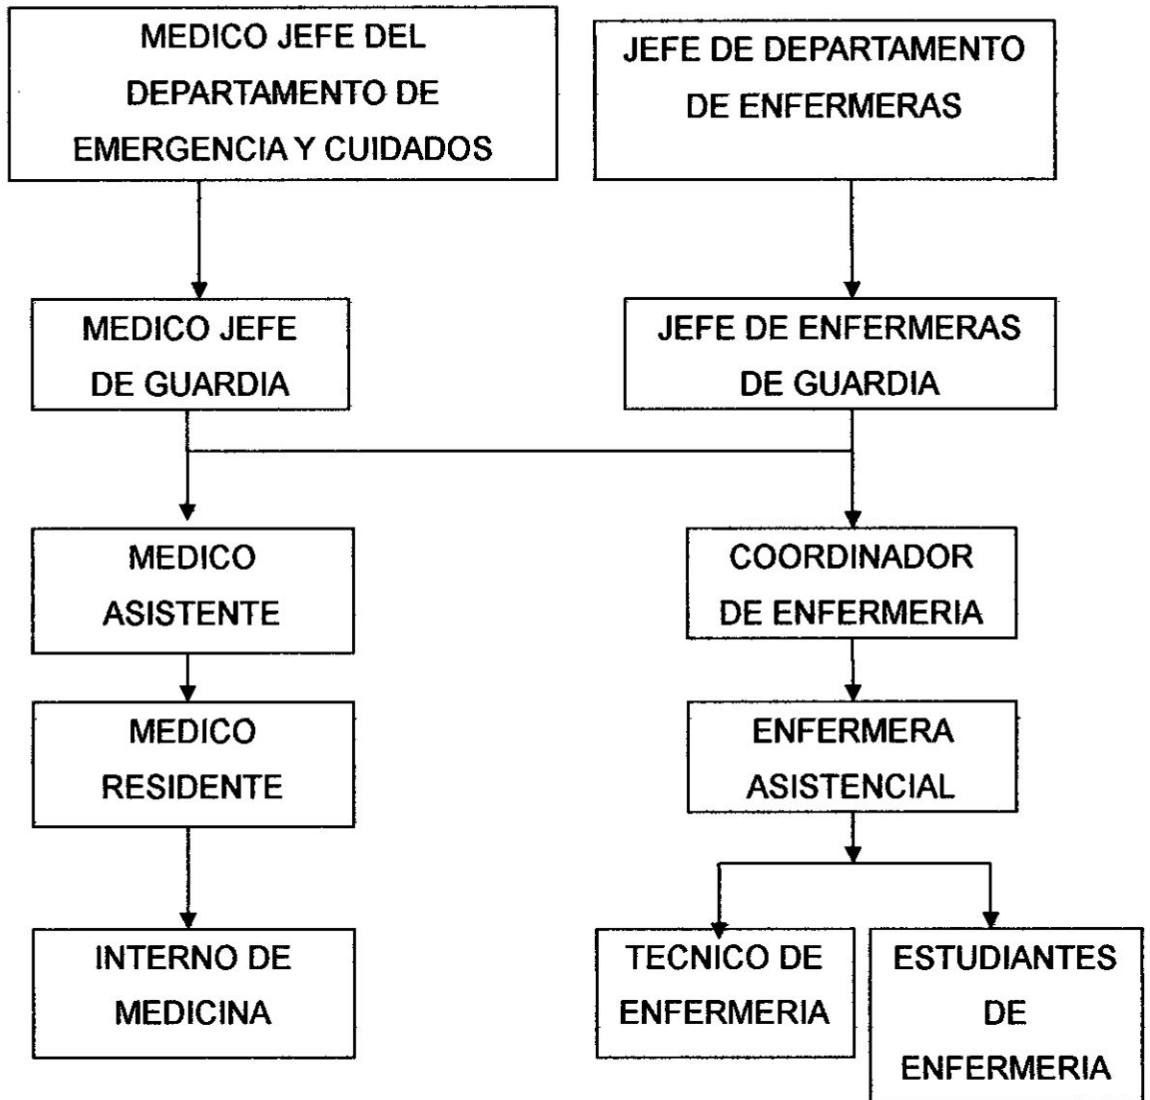 MEDICO JEFE DEL
DEPARTAMENTO DE
EMERGENCIA Y CUIDADOS
JEFE DE DEPARTAMENTO
DE ENFERMERAS
MEDICO JEFE
DE GUARDIA
JEFE DE ENFERMERAS
DE GUARDIA
MEDICO
ASISTENTE
COORDINADOR
DE ENFERMERIA
MEDICO
RESIDENTE
ENFERMERA
ASISTENCIAL
INTERNO DE
MEDICINA
TECNICO DE
ENFERMERIA
ESTUDIANTES
DE
ENFERMERIA